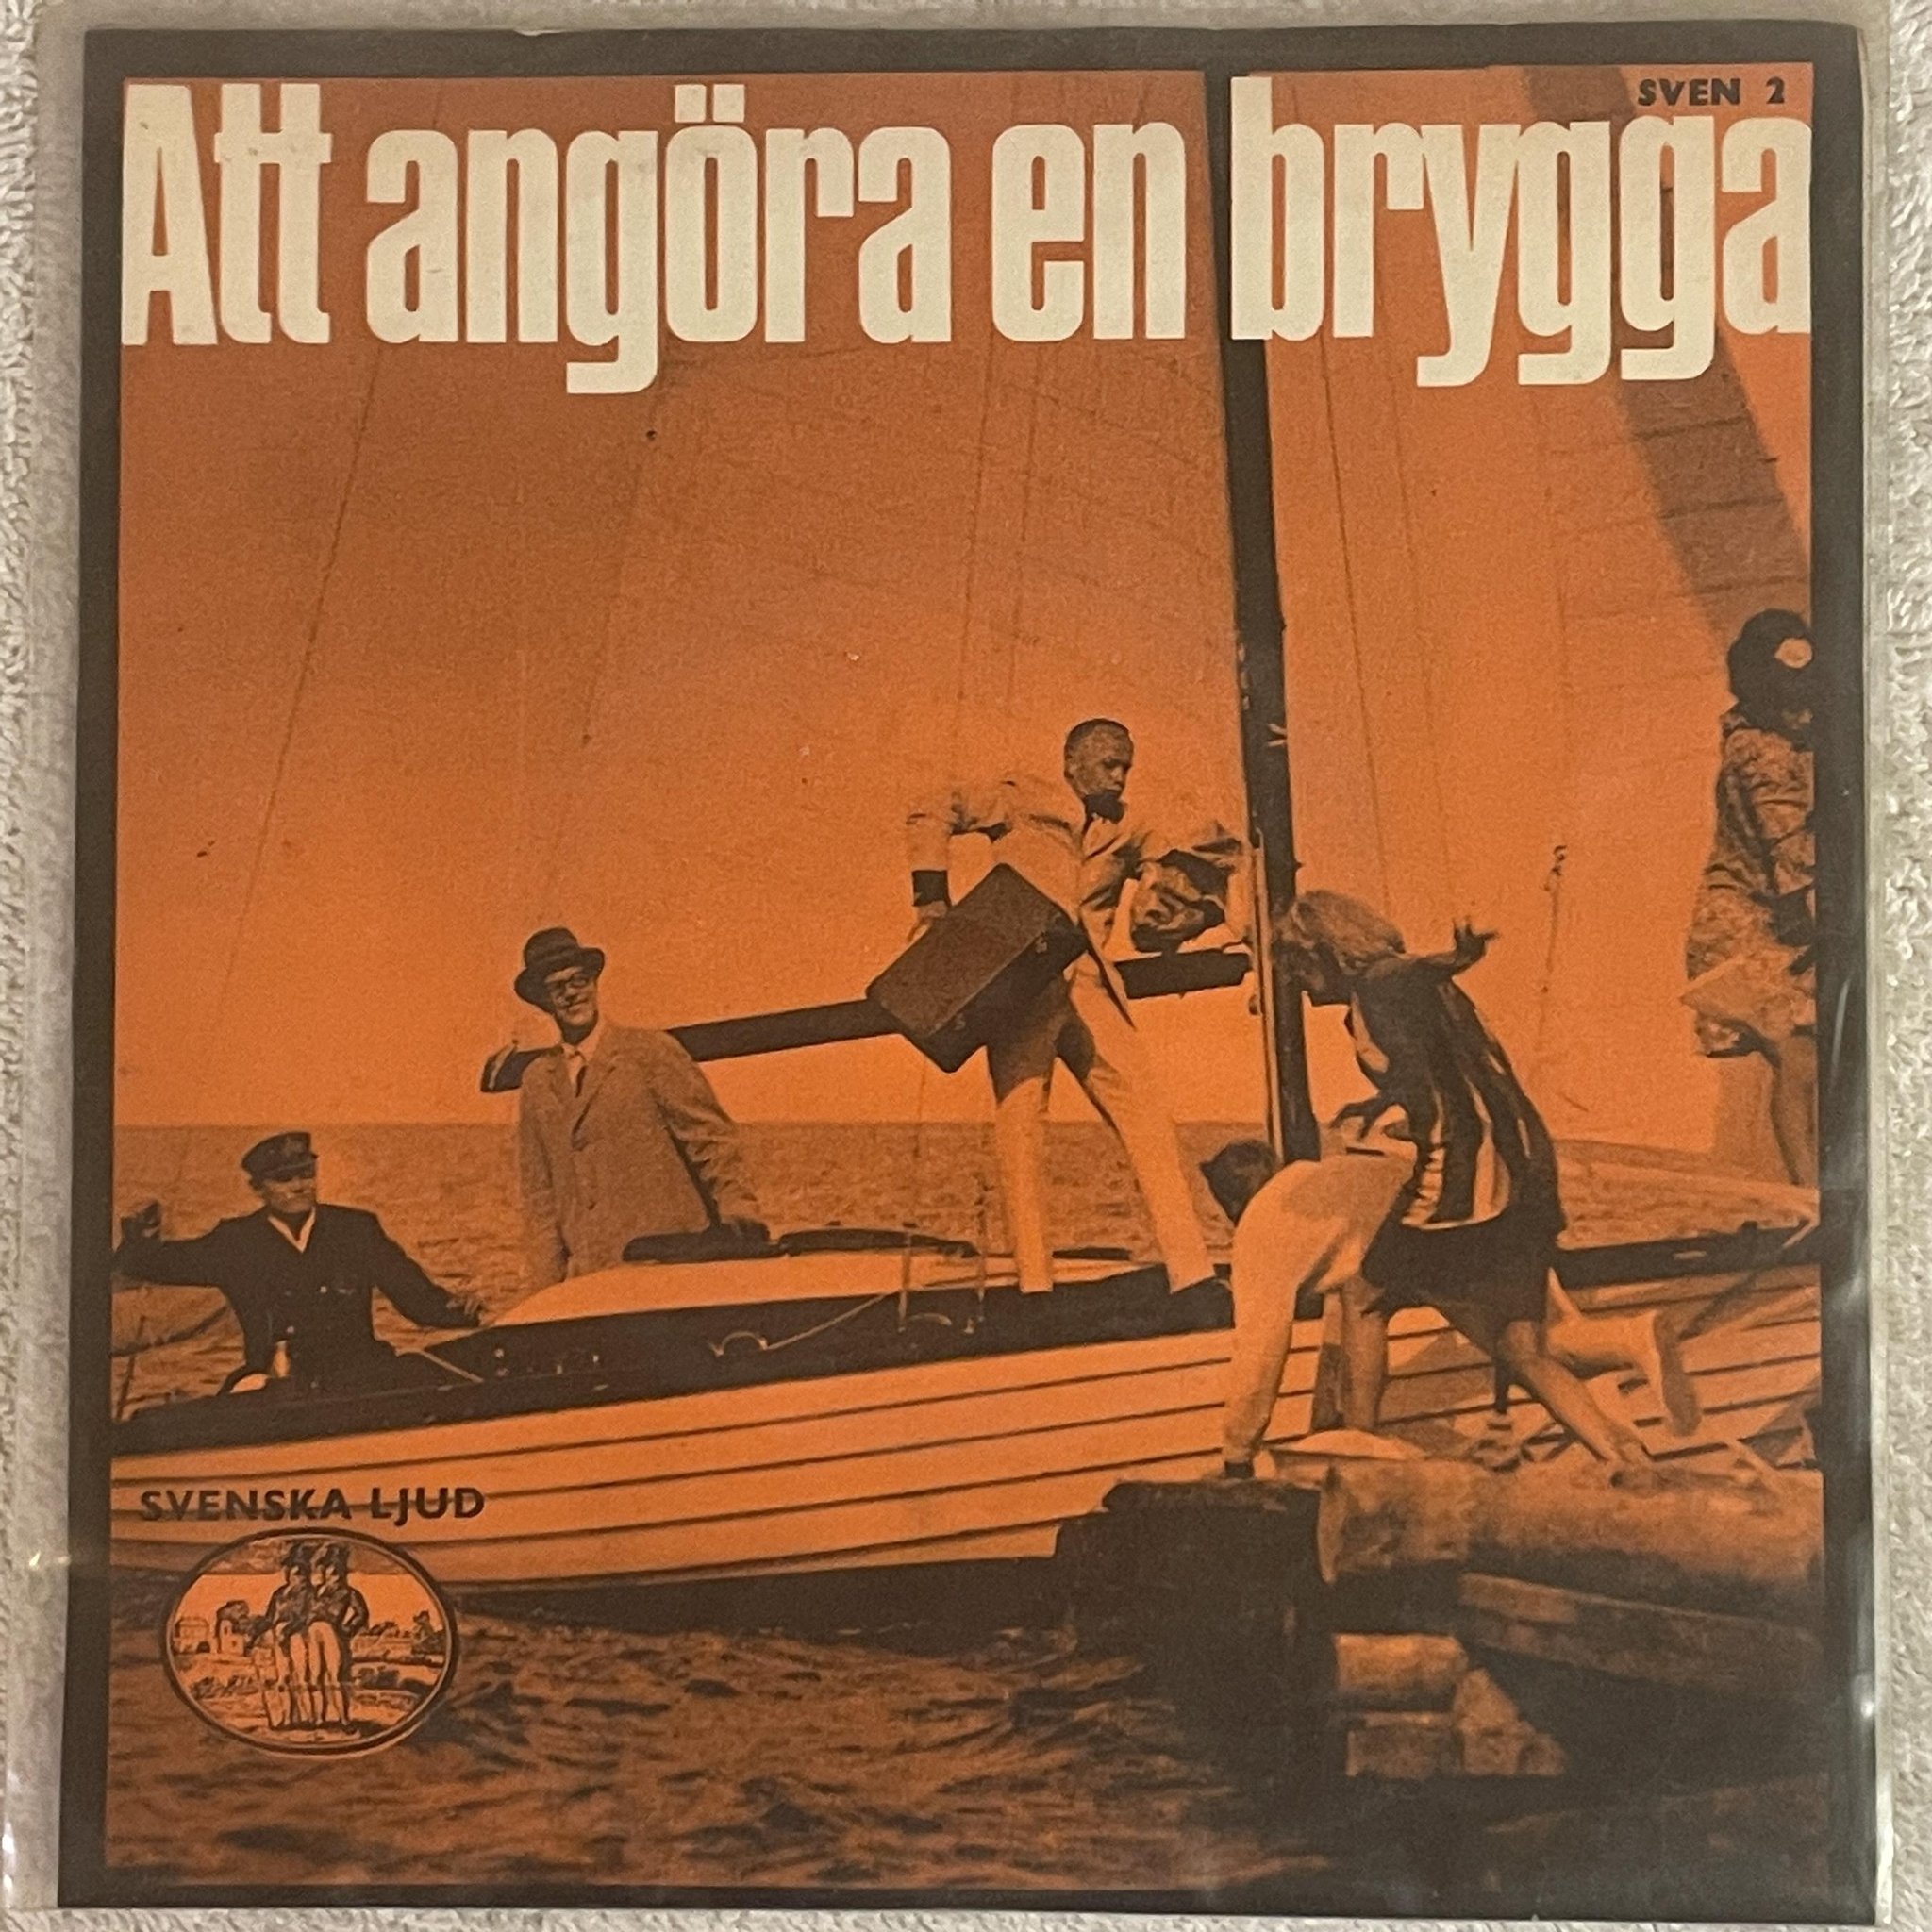 SVEN 2
Att angöra en brygga
SVENSKA LJUD